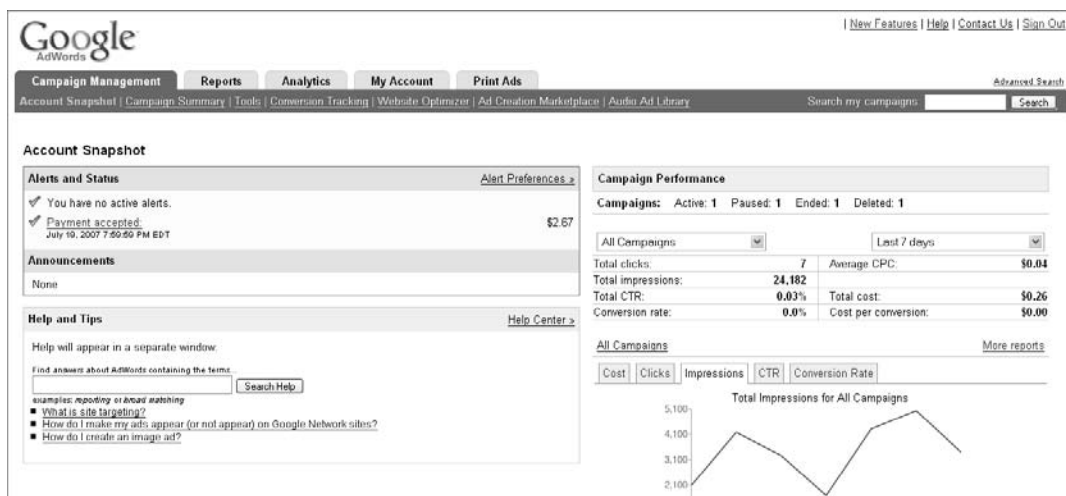 | New Features | Help | Contact Us | Sign Out
Google
AdWords
Campaign Management Reports Analytics My Account Print Ads
Advanced Search
Account Snapshot | Campaign Summary | Tools | Conversion Tracking | Website Optimizer | Ad Creation Marketplace | Audio Ad Library
Search my campaigns Search
Account Snapshot
Alerts and Status Alert Preferences »
You have no active alerts.
Payment accepted: $2.67
July 19, 2007 7:59:59 PM EDT
Announcements
None
Help and Tips Help Center »
Help will appear in a separate window.
Find answers about AdWords containing the terms...
Search Help
examples: reporting or broad matching
What is site targeting?
How do I make my ads appear (or not appear) on Google Network sites?
How do I create an image ad?
Campaign Performance
Campaigns: Active: 1 Paused: 1 Ended: 1 Deleted: 1
All Campaigns Last 7 days
Total clicks: 7 Average CPC: $0.04
Total impressions: 24,182
Total CTR: 0.03% Total cost: $0.26
Conversion rate: 0.0% Cost per conversion: $0.00
All Campaigns More reports
Cost Clicks Impressions CTR Conversion Rate
Total Impressions for All Campaigns
5,100
4,100
3,100
2,100